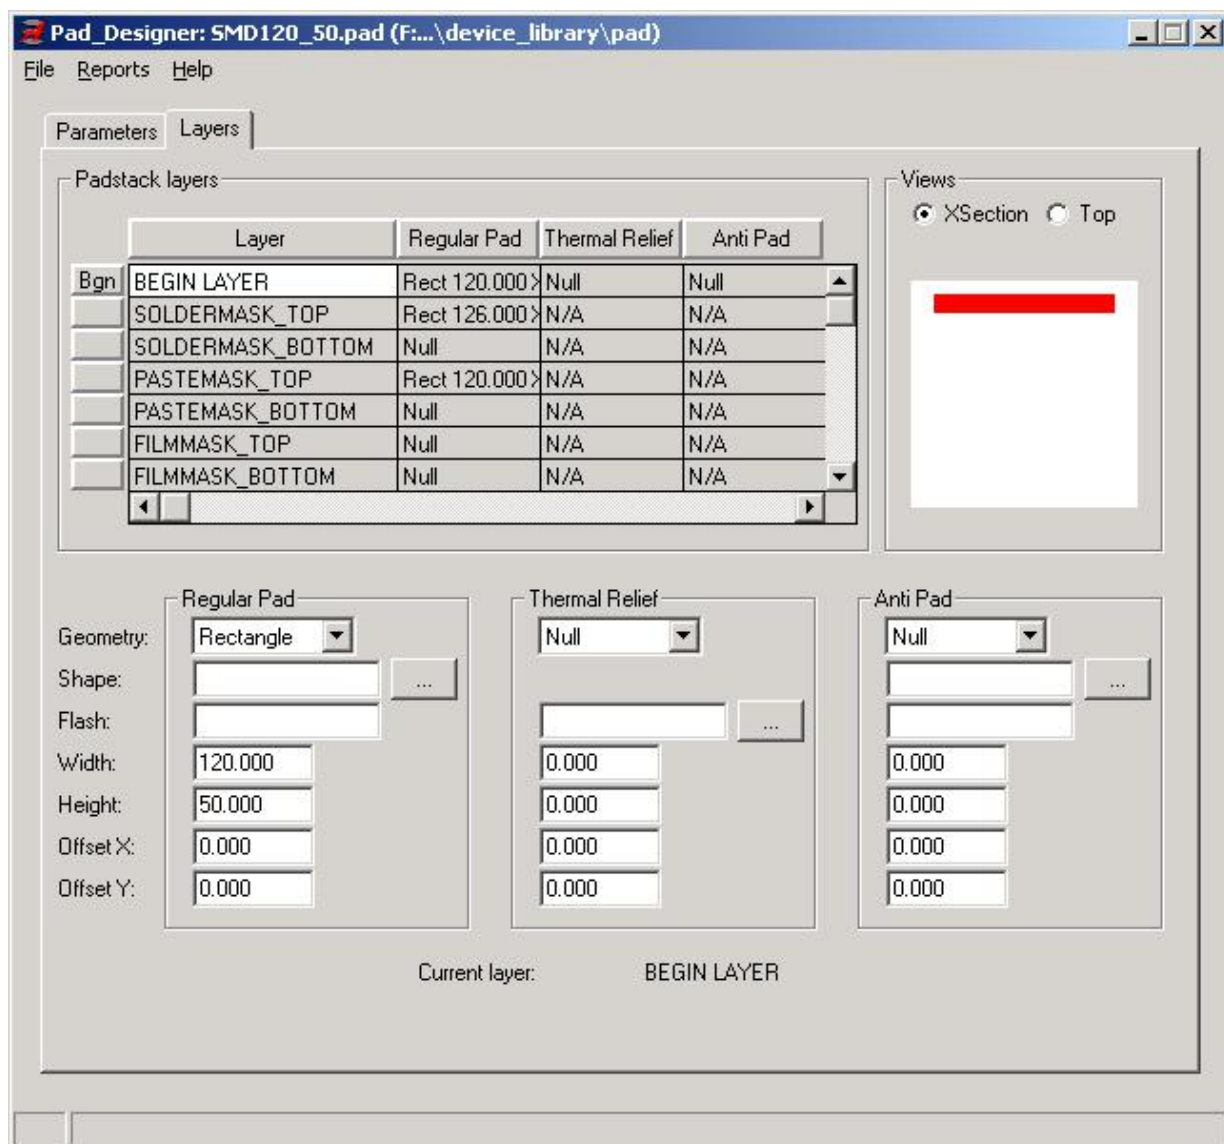 Pad_Designer: SMD120_50.pad (F:...\device_library\pad)
File Reports Help
Parameters Layers
Padstack layers
Layer Regular Pad Thermal Relief Anti Pad
Bgn BEGIN LAYER Rect 120.000 X Null Null
SOLDERMASK_TOP Rect 126.000 X N/A N/A
SOLDERMASK_BOTTOM Null N/A N/A
PASTEMASK_TOP Rect 120.000 X N/A N/A
PASTEMASK_BOTTOM Null N/A N/A
FILMMASK_TOP Null N/A N/A
FILMMASK_BOTTOM Null N/A N/A
Views
XSection Top
Regular Pad Thermal Relief Anti Pad
Geometry: Rectangle Null Null
Shape: ... ...
Flash: ...
Width: 120.000 0.000 0.000
Height: 50.000 0.000 0.000
Offset X: 0.000 0.000 0.000
Offset Y: 0.000 0.000 0.000
Current layer: BEGIN LAYER